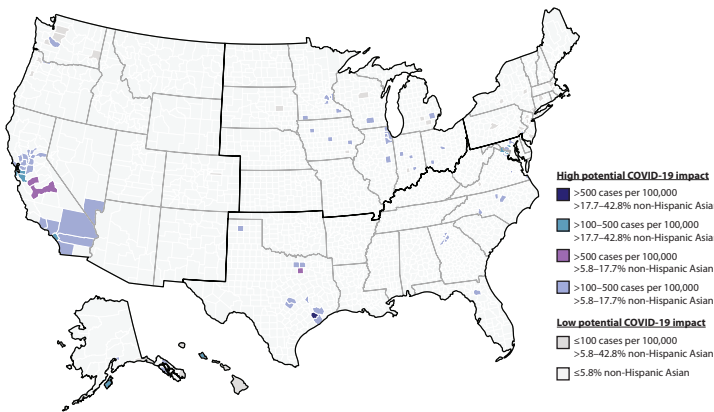 High potential COVID-19 impact
>500 cases per 100,000
>17.7–42.8% non-Hispanic Asia
>100–500 cases per 100,000
>17.7–42.8% non-Hispanic Asia
>500 cases per 100,000
>5.8–17.7% non-Hispanic Asian
>100–500 cases per 100,000
>5.8–17.7% non-Hispanic Asian
Low potential COVID-19 impact
≤100 cases per 100,000
>5.8–42.8% non-Hispanic Asian
≤5.8% non-Hispanic Asian